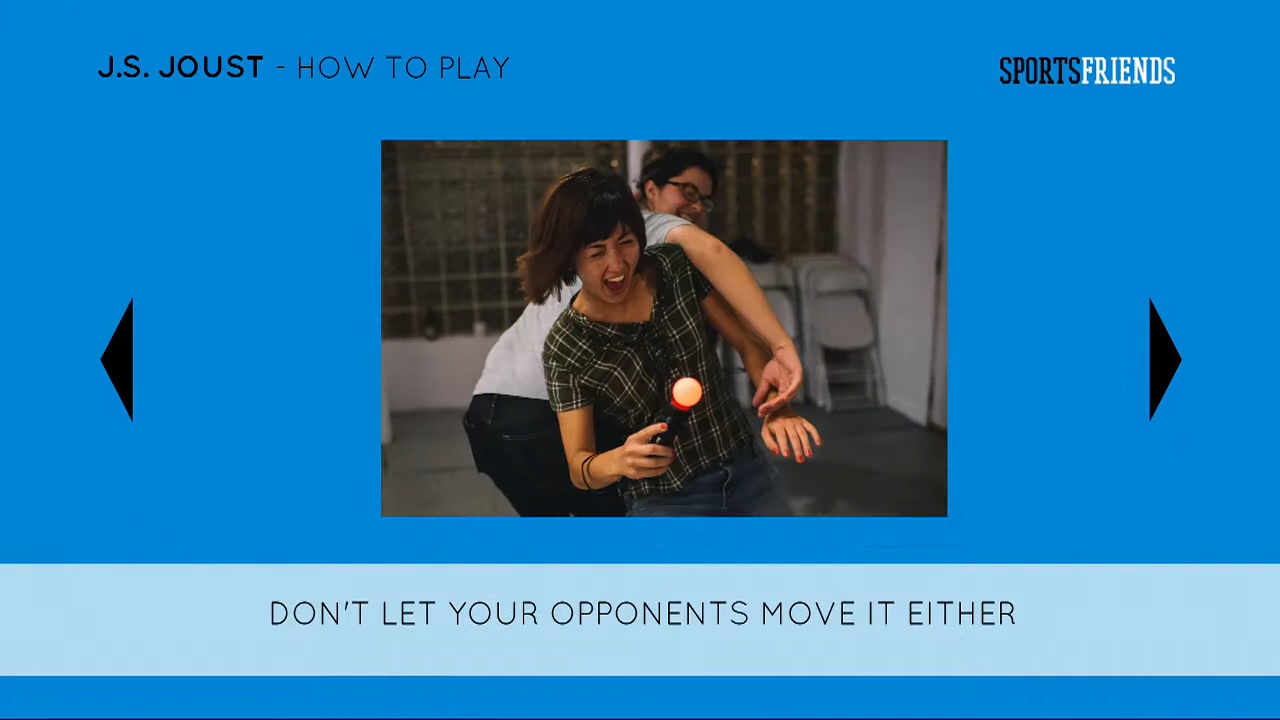 J.S. JOUST - HOW TO PLAY
SPORTSFRIENDS
DON'T LET YOUR OPPONENTS MOVE IT EITHER